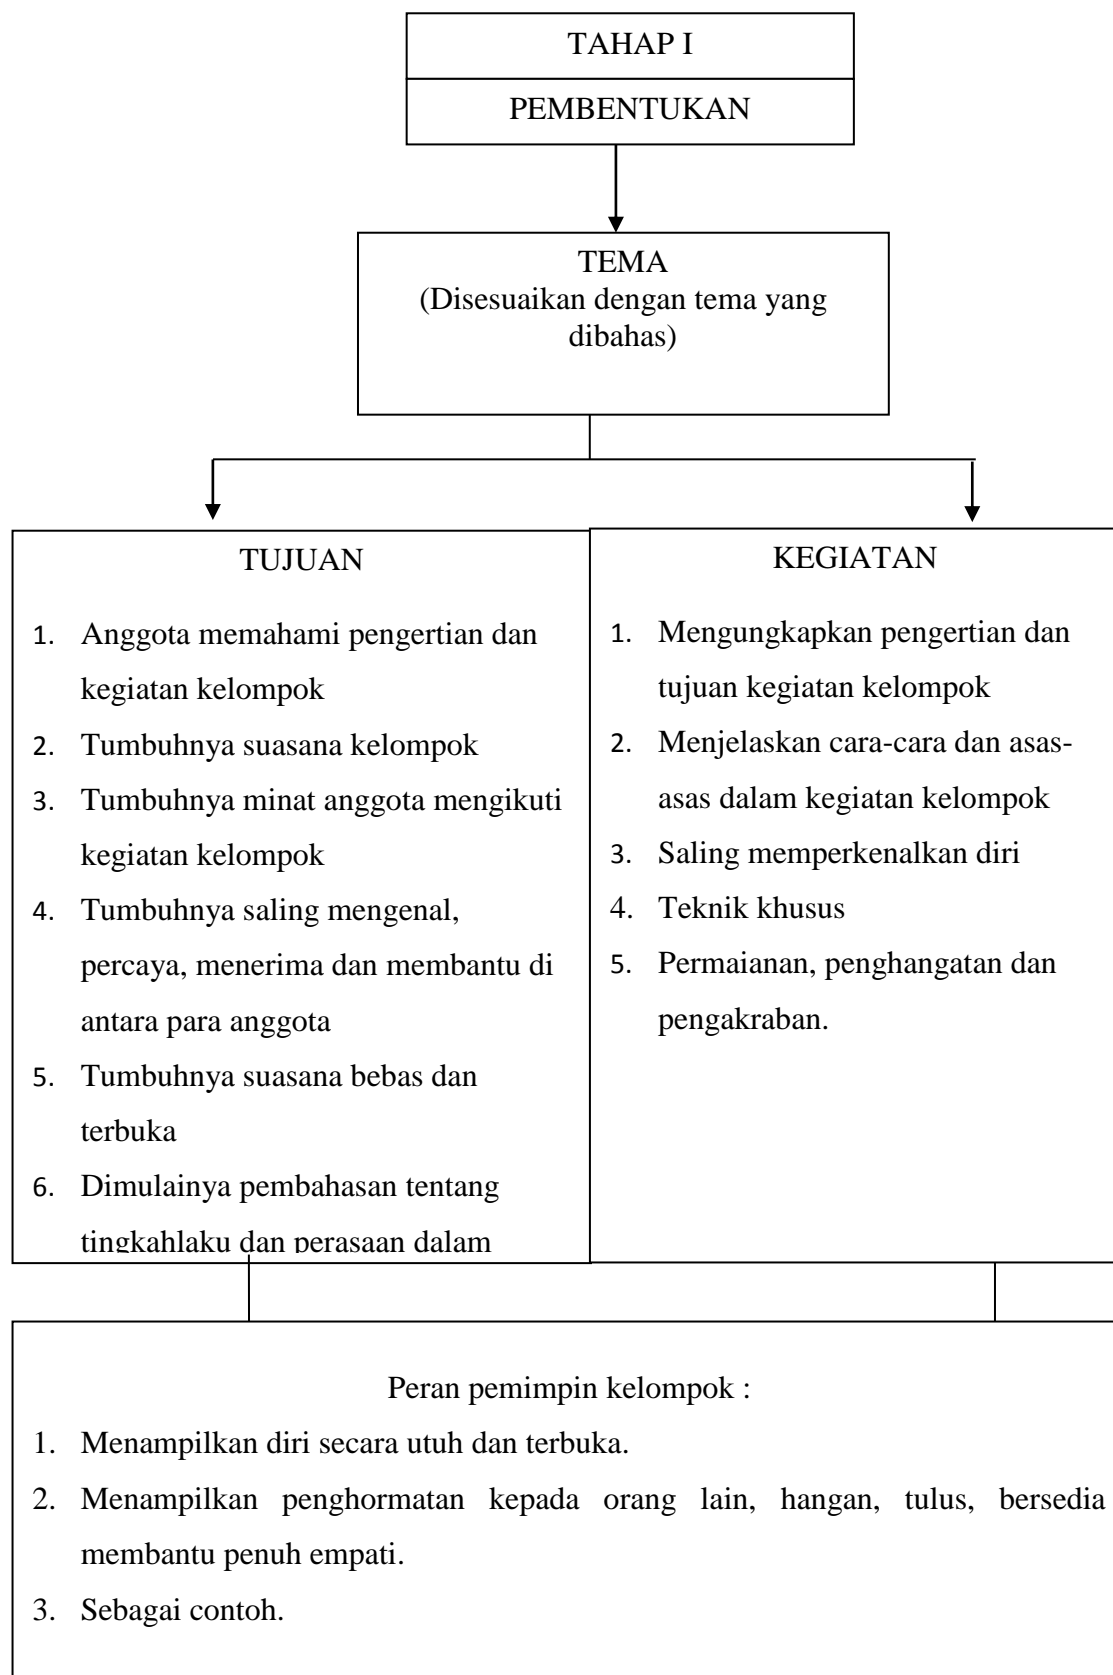 TAHAP I
PEMBENTUKAN
TEMA
(Disesuaikan dengan tema yang
dibahas)
TUJUAN
1. Anggota memahami pengertian dan
kegiatan kelompok
2. Tumbuhnya suasana kelompok
3. Tumbuhnya minat anggota mengikuti
kegiatan kelompok
4. Tumbuhnya saling mengenal,
percaya, menerima dan membantu di
antara para anggota
5. Tumbuhnya suasana bebas dan
terbuka
6. Dimulainya pembahasan tentang
tingkahlaku dan perasaan dalam
KEGIATAN
1. Mengungkapkan pengertian dan
tujuan kegiatan kelompok
2. Menjelaskan cara-cara dan asas-
asas dalam kegiatan kelompok
3. Saling memperkenalkan diri
4. Teknik khusus
5. Permaianan, penghangatan dan
pengakraban.
Peran pemimpin kelompok :
1. Menampilkan diri secara utuh dan terbuka.
2. Menampilkan penghormatan kepada orang lain, hangan, tulus, bersedia
membantu penuh empati.
3. Sebagai contoh.